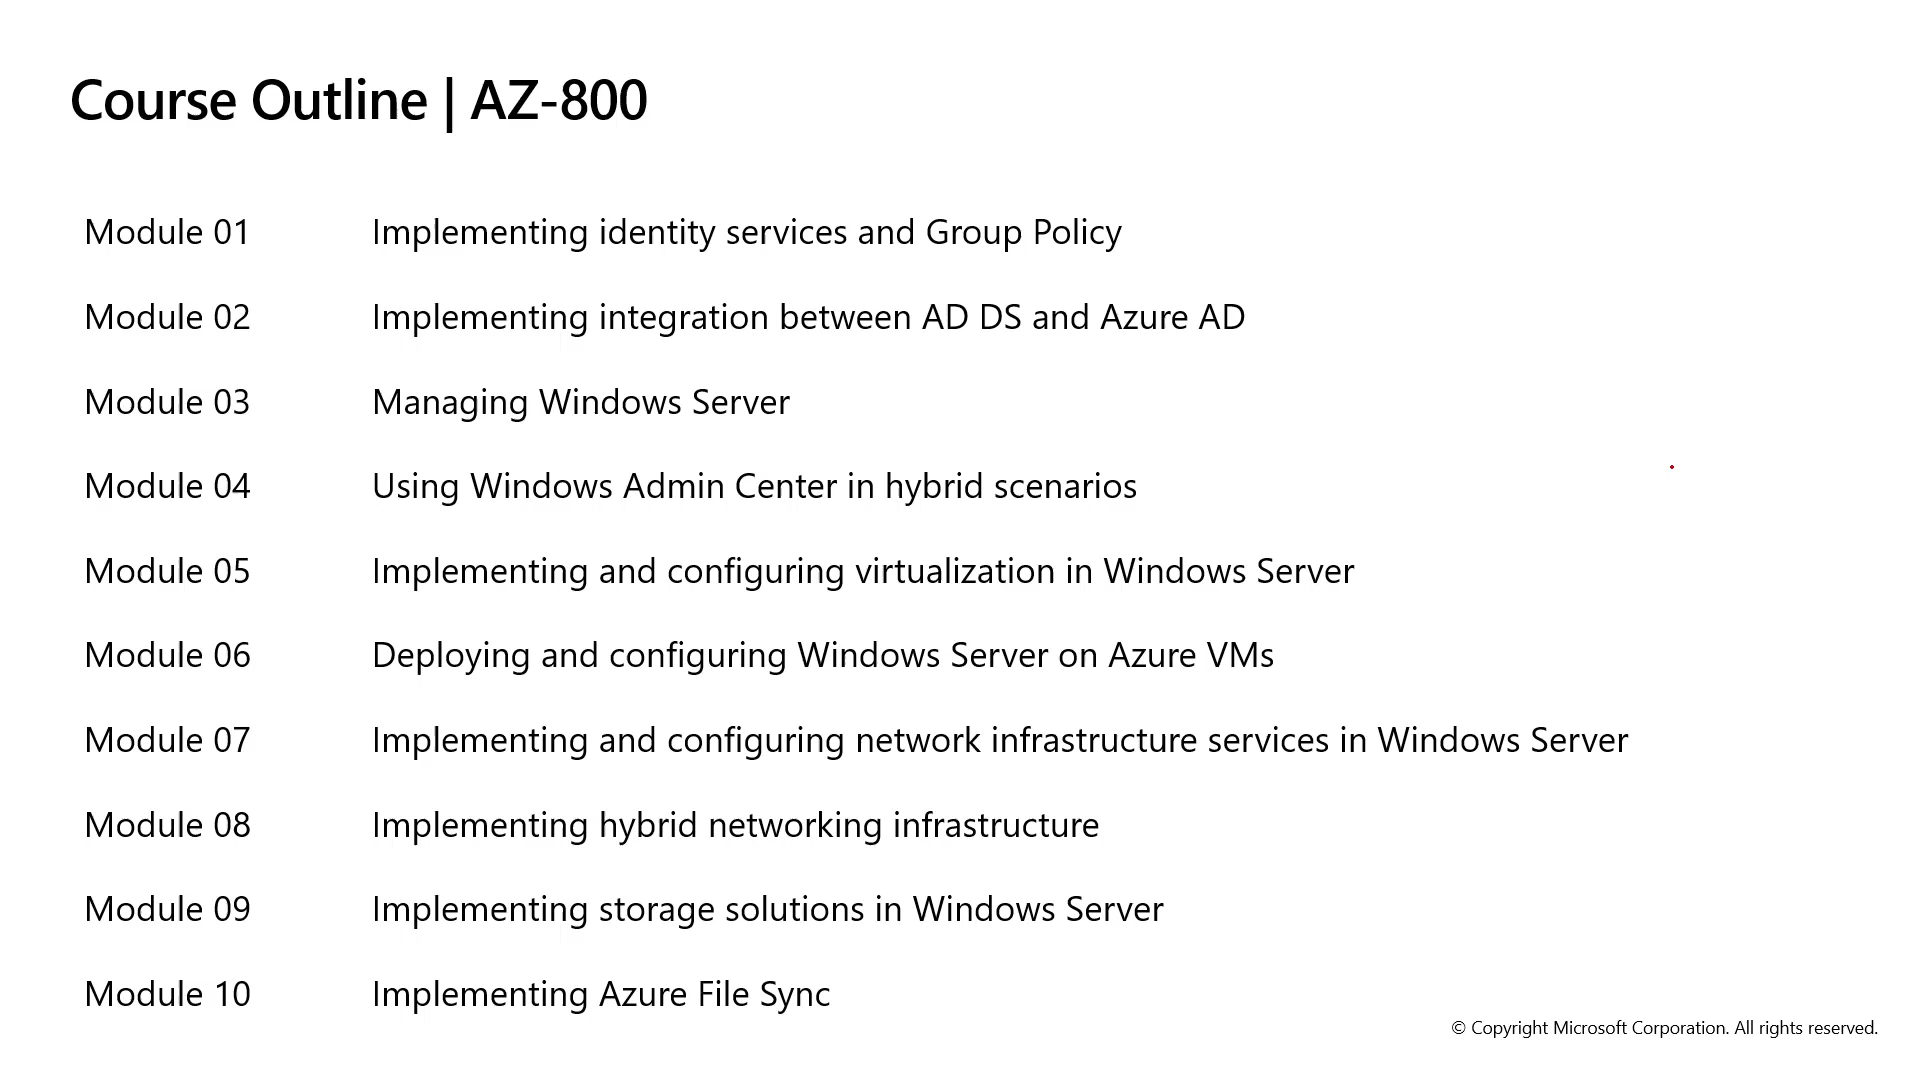 Course Outline | AZ-800
Module 01 Implementing identity services and Group Policy
Module 02 Implementing integration between AD DS and Azure AD
Module 03 Managing Windows Server
Module 04 Using Windows Admin Center in hybrid scenarios
Module 05 Implementing and configuring virtualization in Windows Server
Module 06 Deploying and configuring Windows Server on Azure VMs
Module 07 Implementing and configuring network infrastructure services in Windows Server
Module 08 Implementing hybrid networking infrastructure
Module 09 Implementing storage solutions in Windows Server
Module 10 Implementing Azure File Sync
© Copyright Microsoft Corporation. All rights reserved.